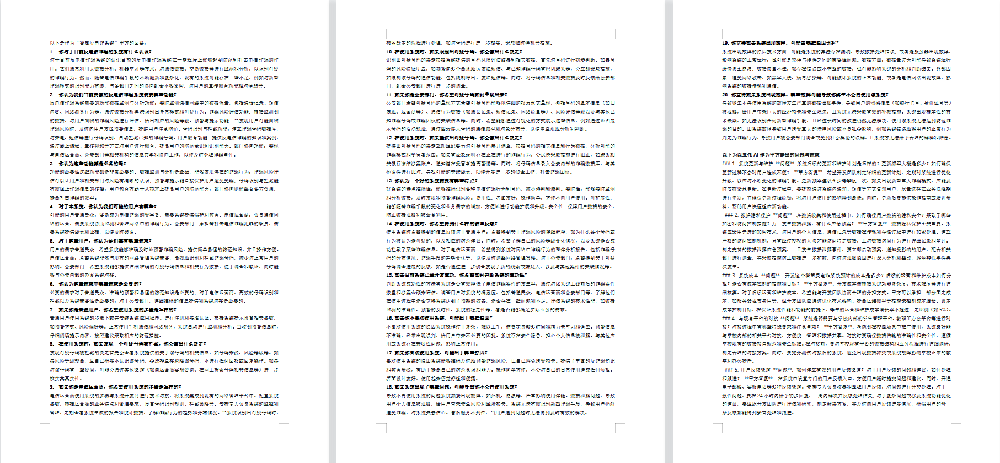 以下是作为“智慧反电诈系统”甲方的回答：
1. 你对于目前反电信诈骗的系统有什么认识？
对于目前反电信诈骗系统的认识目前的反电信诈骗系统在一定程度上能够起到防范和打击电信诈骗的作
用。它们通常利用大数据分析、机器学习等技术，对通信数据、交易数据等进行监测和分析，以识别可疑
的诈骗行为。然而，随着电信诈骗手段的不断翻新和复杂化，现有的系统可能存在一些不足，例如对新型
诈骗模式的识别能力有限，与各部门之间的协同配合不够紧密，对用户的宣传教育功能相对薄弱等。
2. 你认为我们当前要做的反电信诈骗系统需要哪些功能？
反电信诈骗系统需要的功能数据监测与分析功能：实时监测通信网络中的数据流量，包括通话记录、短信
内容、网络浏览行为等，通过数据分析算法识别出异常模式和可疑行为。诈骗风险评估功能：根据监测到
的数据，对用户面临的诈骗风险进行评估，给出相应的风险等级。预警与提示功能：当发现用户可能面临
诈骗风险时，及时向用户发送预警信息，提醒用户注意防范。号码识别与拦截功能：建立诈骗号码数据库，
对来电、短信等进行号码识别，自动拦截已知的诈骗号码。用户教育功能：提供反电信诈骗的知识和案例，
通过线上课程、宣传视频等方式对用户进行教育，提高用户的防范意识和识别能力。部门协同功能：实现
与电信运营商、公安部门等相关机构的信息共享和协同工作，以便及时处理诈骗事件。
3. 你认为这些功能都是必备的吗？
功能的必要性这些功能都是非常必要的。数据监测与分析是基础，能够发现潜在的诈骗行为；诈骗风险评
估可以让用户和相关部门对风险有清晰的认识；预警与提示能直接保护用户避免受骗；号码识别与拦截能
有效阻止诈骗信息的传播；用户教育有助于从根本上提高用户的防范能力；部门协同则能整合各方资源，
提高打击诈骗的效率。
4. 对于本系统，你认为我们可能的用户有哪些？
可能的用户普通民众：容易成为电信诈骗的受害者，需要系统提供保护和教育。电信运营商：负责通信网
络的运营，需要系统协助监测和管理网络中的诈骗行为。公安部门：承担着打击电信诈骗犯罪的职责，需
要系统提供线索和证据，以便及时破案。
5. 对于这些用户，你认为他们都有哪些需求？
用户的需求普通民众：希望系统能够准确及时地预警诈骗风险，提供简单易懂的防范知识，并且操作方便。
电信运营商：希望系统能够与现有的网络管理系统兼容，高效地识别和拦截诈骗号码，减少对正常用户的
影响。公安部门：希望系统能够提供详细准确的可疑号码信息和相关行为数据，便于调查和取证，同时能
够与公安内部的办案系统对接。
6. 你认为这些需求中哪些需求是必要的？
必要的需求对于普通民众，准确的预警和易懂的防范知识是必要的；对于电信运营商，高效的号码识别和
拦截以及系统兼容性是必要的；对于公安部门，详细准确的信息提供和系统对接是必要的。
7. 如果你是普通用户，你希望使用系统的步骤是怎样的？
普通用户使用系统的步骤下载并安装系统应用程序。进行注册和实名认证。根据系统提示设置相关参数，
如预警方式、风险偏好等。正常使用手机通信和网络服务，系统自动进行监测和分析。当收到预警信息时，
仔细阅读提示内容，按照建议采取相应的防范措施。
8. 在使用系统时，如果发现一个可疑号码被拦截，你会做出什么决定？
发现可疑号码被拦截的决定首先会查看系统提供的关于该号码的相关信息，如号码来源、风险等级等。如
果风险等级较高，且自己确实不认识该号码，会选择直接忽略该号码，不进行任何回拨或回复操作。如果
对该号码有一些疑问，可能会通过其他渠道（如向运营商客服咨询、在网上搜索号码相关信息等）进一步
核实其真实性。
9. 如果你是电信运营商，你希望使用系统的步骤是怎样的？
电信运营商使用系统的步骤与系统开发商进行技术对接，将系统集成到现有的网络管理平台中。配置系统
参数，根据运营商的业务特点和管理要求，设置号码识别规则、拦截策略等。安排专人负责系统的监控和
管理，定期查看系统生成的报告和统计数据，了解诈骗行为的趋势和分布情况。当系统识别出可疑号码时，
按照既定的流程进行处理，如对号码进行进一步核实、采取临时停机等措施。
10. 在使用系统时，如果识别出可疑号码，你会做出什么决定？
识别出可疑号码的决定根据系统提供的号码风险评估结果和相关数据，首先对号码进行初步判断。如果号
码的风险特征明显，如频繁向多个高危地区发送短信、与已知诈骗号码有密切联系等，会立即采取措施，
如限制该号码的通信功能，包括限制呼出、发送短信等。同时，将号码信息和相关数据及时反馈给公安部
门，配合公安部门进行进一步的调查。
11. 如果你是公安部门，你希望可疑号码如何呈现出来？
公安部门希望可疑号码的呈现方式希望可疑号码能够以详细的报表形式呈现，包括号码的基本信息（如归
属地、运营商等）、通信行为数据（如通话记录、短信记录、网络流量等）、风险评估等级以及与其他已
知诈骗号码或诈骗团伙的关联信息等。同时，希望能够通过可视化的方式展示这些信息，例如通过地图展
示号码的活动轨迹，通过图表展示号码的通信频率和对象分布等，以便更直观地分析和判断。
12. 在使用系统时，如果提供出可疑号码，你会做出什么决定？
提供出可疑号码的决定立即组织警力对可疑号码展开调查，根据号码的相关信息和行为数据，分析可能的
诈骗模式和受害者范围。如果有迹象表明存在正在进行的诈骗行为，会尽快采取措施进行阻止，如联系相
关银行冻结涉案账户、通知潜在受害者提高警惕等。同时，将号码信息录入公安内部的诈骗数据库，与其
他案件进行比对，寻找可能的关联线索，以便开展进一步的侦查工作，打击诈骗团伙。
13. 你认为一个好的系统需要有哪些特点？
好系统的特点准确性：能够准确识别各种电信诈骗行为和号码，减少误判和漏判。实时性：能够实时监测
和分析数据，及时发现和预警诈骗风险。易用性：界面友好，操作简单，方便不同用户使用。可扩展性：
能够随着诈骗手段的变化和业务需求的增加，方便地进行功能扩展和升级。安全性：保障用户数据的安全，
防止数据泄露和被恶意利用。
14. 在使用系统时，你希望得到什么样的信息反馈？
使用系统时希望得到的信息反馈对于普通用户：希望得到关于诈骗风险的详细解释，如为什么某个号码或
行为被认为是可疑的，以及相应的防范建议。同时，希望了解自己的风险等级变化情况，以及系统是否成
功拦截了某些诈骗信息。对于电信运营商：希望得到系统对网络中诈骗行为的整体分析报告，包括诈骗号
码的分布情况、诈骗手段的趋势变化等，以便及时调整网络管理策略。对于公安部门：希望得到关于可疑
号码调查进展的反馈，如是否通过进一步侦查发现了新的线索或嫌疑人，以及与其他案件的关联情况等。
15. 如果目前系统已经开发成功，你希望如何判断系统的成功性？
判断系统成功性的方法看系统是否有效降低了电信诈骗案件的发生率，通过对比系统上线前后的诈骗案件
数量和涉案金额来评估。调查用户对系统的满意度，包括普通民众、电信运营商和公安部门等，了解他们
在使用过程中是否觉得系统达到了预期的效果，是否存在一些问题和不足。评估系统的技术性能，如数据
监测的准确性、预警的及时性、系统的稳定性等，看是否能够满足实际业务的需求。
16. 如果你不喜欢使用系统，可能出于哪些原因？
不喜欢使用系统的原因系统操作过于复杂，难以上手，需要花费较多时间和精力去学习和适应。预警信息
不准确，经常出现误判，给用户带来不必要的困扰。系统存在安全隐患，担心个人信息被泄露。与其他应
用或系统存在兼容性问题，影响正常使用。
17. 如果你喜欢使用系统，可能出于哪些原因？
喜欢使用系统的原因系统能够准确及时地预警诈骗风险，让自己避免遭受损失。提供了丰富的反诈骗知识
和教育资源，有助于提高自己的防范意识和能力。操作简单方便，不会对自己的日常使用造成任何负担。
界面设计友好，使用起来感觉舒适和便捷。
18. 如果系统出现了哪些问题，可能导致你不会再使用系统？
导致不再使用系统的问题系统频繁出现故障，如死机、崩溃等，严重影响使用体验。数据泄露问题，导致
用户个人信息被泄露，给用户带来安全风险和经济损失。系统无法有效识别新型诈骗手段，导致用户仍然
遭受诈骗，对系统失去信心。售后服务不到位，当用户遇到问题时无法得到及时有效的解决。
19. 你觉得如果系统出现故障，可能由哪些原因引起？
系统出现故障的原因技术方面：可能是系统的算法存在漏洞，导致数据处理错误；或者是服务器出现故障，
影响系统的正常运行；也可能是软件与硬件之间的兼容性问题。数据方面：数据量过大可能导致系统运行
缓慢甚至崩溃；数据质量不佳，如存在错误或不完整的数据，也可能影响系统的分析和判断结果。外部因
素：遭受网络攻击，如黑客入侵、病毒感染等，可能破坏系统的正常功能；或者是电信网络出现故障，影
响系统的数据传输和通信。
20. 你觉得如果系统出现故障，哪些故障可能导致你终生不会再使用该系统？
导致终生不再使用系统的故障发生严重的数据泄露事件，导致用户的敏感信息（如银行卡号、身份证号等）
被泄露，给用户带来巨大的经济损失和安全隐患，且系统无法采取有效的补救措施。系统出现根本性的技
术缺陷，如无法识别任何新型诈骗手段，且经过长时间的改进仍然无法解决，使用该系统无法达到防范诈
骗的目的。因系统故障导致用户遭受重大的法律风险或不良社会影响，例如系统错误地将用户的正常行为
判定为诈骗行为，导致用户被公安部门调查或受到社会舆论的误解，且系统方无法给予合理的解释和赔偿。
以下为以豆包 AI 作为甲方提出的问题与需求
### 1. 系统更新与维护 **问题**：系统后续的更新和维护计划是怎样的？更新频率大概是多少？如何确保
更新过程不会对用户造成不便？ **甲方答复**：希望开发团队制定详细的更新计划，定期对系统进行优化
升级，以应对不断变化的诈骗手段。更新频率建议至少每季度一次，如果出现新型重大诈骗模式，应能及
时安排紧急更新。在更新过程中，要提前通过系统内通知、短信等方式告知用户，尽量选择在业务低峰期
进行更新，并确保更新过程流畅，将对用户使用的影响降到最低。同时，更新后要提供操作指南或培训资
料，帮助用户快速适应新功能。
### 2. 数据隐私保护 **问题**：在数据收集和使用过程中，如何确保用户数据的隐私安全？采取了哪些
加密和访问控制措施？万一发生数据泄露，有什么应急预案？ **甲方答复**：数据隐私保护至关重要。系
统应采用先进的加密技术，对用户的个人信息、通信记录等数据在传输和存储过程中进行加密处理。建立
严格的访问控制机制，只有经过授权的人员才能访问特定数据，且对数据访问行为进行详细记录和审计。
制定完善的数据泄露应急预案，一旦发生数据泄露事件，要立即启动预案，通知受影响的用户，配合相关
部门进行调查，并采取措施防止数据进一步扩散，同时对泄露原因进行深入分析和整改，避免类似事件再
次发生。
### 3. 系统成本 **问题**：开发这个智慧反电诈系统预计的成本是多少？后续的运营和维护成本如何分
担？是否有成本控制的措施和目标？ **甲方答复**：开发成本需根据系统功能复杂度、技术难度等进行详
细核算。对于后续运营和维护成本，希望能与开发团队协商合理的分担方式。甲方可以承担一部分固定成
本，如服务器租赁费用等，但开发团队应通过优化技术架构、提高运维效率等措施来控制成本增长。设定
成本控制目标，在保证系统性能和功能的前提下，每年的运营和维护成本增长率不超过一定比例（如 5%）。
### 4. 与现有平台的对接 **问题**：系统是否需要与学校内部的学生管理平台、教职工办公平台等进行对
接？对接过程中有哪些特殊要求和注意事项？ **甲方答复**：考虑到在校园场景中推广使用，系统最好能
与学校内部的相关平台对接，方便统一管理和数据共享。对接时要确保数据传输的准确性和安全性，遵循
学校现有的数据接口规范和安全标准。在对接前，要对学校现有平台的数据结构和业务流程进行详细调研，
制定合理的对接方案。同时，要充分测试对接后的系统，避免出现数据冲突或系统故障影响学校正常的教
学和办公秩序。
### 5. 用户反馈渠道 **问题**：如何建立有效的用户反馈渠道？对于用户反馈的问题和建议，如何处理
和跟进？ **甲方答复**：在系统中设置专门的用户反馈入口，方便用户随时提交问题和建议。同时，开通
电子邮箱、客服电话等多种反馈渠道。安排专人负责收集和整理用户反馈，对问题进行分类处理。对于一
般性问题，要在 24 小时内给予初步回复，一周内解决并反馈处理结果；对于复杂问题或涉及系统功能优化
的建议，要组织开发团队进行评估和研究，制定解决方案，并及时向用户反馈进展情况，确保用户的每一
条反馈都能得到妥善处理和跟进。